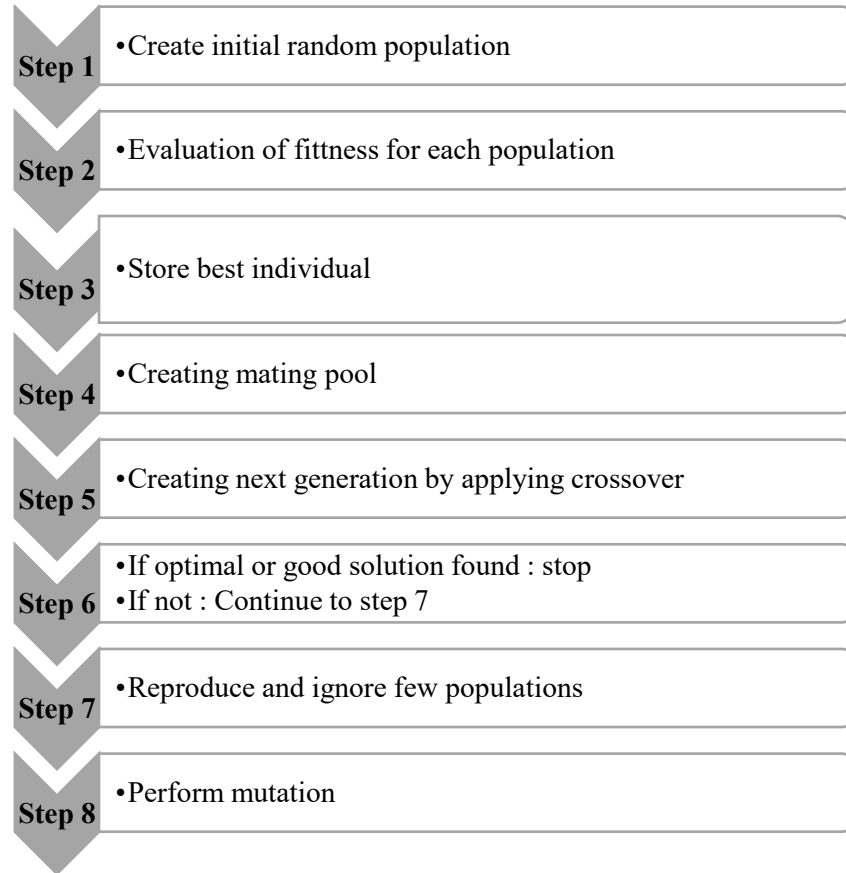 Step 1
•Create initial random population
Step 2
•Evaluation of fittness for each population
Step 3
•Store best individual
Step 4
•Creating mating pool
Step 5
•Creating next generation by applying crossover
Step 6
•If optimal or good solution found : stop
•If not : Continue to step 7
Step 7
•Reproduce and ignore few populations
Step 8
•Perform mutation